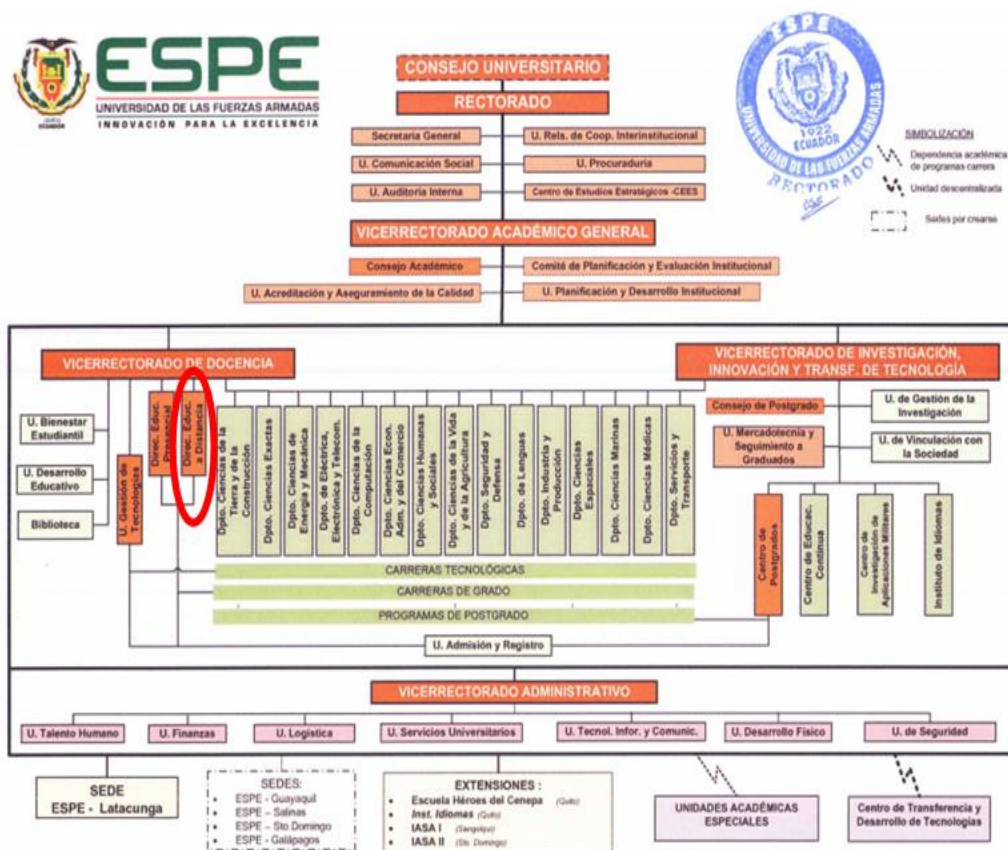 ESPE
UNIVERSIDAD DE LAS FUERZAS ARMADAS
INNOVACIÓN PARA LA EXCELENCIA
ECUADOR
CONSEJO UNIVERSITARIO
RECTORADO
Secretaria General
U. Rels. de Coop. Interinstitucional
U. Comunicación Social
U. Procuraduria
U. Auditoria Interna
Centro de Estudios Estratégicos -CEES
ESPE
1922
ECUADOR
UNIVERSIDAD DE LAS FUERZAS ARMADAS
RECTORADO
SIMBOLIZACIÓN
Dependencia académica
de programas carrera
Unidad descentralizada
Sedes por crearse
VICERRECTORADO ACADÉMICO GENERAL
Consejo Académico
Comité de Planificación y Evaluación Institucional
U. Acreditación y Aseguramiento de la Calidad
U. Planificación y Desarrollo Institucional
VICERRECTORADO DE DOCENCIA
VICERRECTORADO DE INVESTIGACIÓN,
INNOVACIÓN Y TRANSF. DE TECNOLOGÍA
U. Bienestar
Estudiantil
U. Desarrollo
Educativo
Biblioteca
U. Gestión de
Tecnologías
Direc. Educ.
Presencial
Direc. Educ.
a Distancia
Dpto. Ciencias de la
Tierra y de la
Construcción
Dpto. Ciencias Exactas
Dpto. Ciencias de
Energía y Mecánica
Dpto. de Eléctrica,
Electrónica y Telecom.
Dpto. Ciencias de la
Computación
Dpto. Ciencias Econ.
Adm. y del Comercio
Dpto. Ciencias Humanas
y Sociales
Dpto. Ciencias de la Vida
y de la Agricultura
Dpto. Seguridad y
Defensa
Dpto. de Lenguas
Dpto. Industria y
Producción
Dpto. Ciencias
Espaciales
Dpto. Ciencias Marinas
Dpto. Ciencias Médicas
Dpto. Servicios y
Transporte
Consejo de Postgrado
U. de Gestión de la
Investigación
U. Mercadotecnia y
Seguimiento a
Graduados
U. de Vinculación con
la Sociedad
Centro de
Postgrados
Centro de Educac.
Continua
Centro de
Investigación de
Aplicaciones Militares
Instituto de Idiomas
CARRERAS TECNOLÓGICAS
CARRERAS DE GRADO
PROGRAMAS DE POSTGRADO
U. Admisión y Registro
VICERRECTORADO ADMINISTRATIVO
U. Talento Humano
U. Finanzas
U. Logística
U. Servicios Universitarios
U. Tecnol. Infor. y Comunic.
U. Desarrollo Físico
U. de Seguridad
SEDE
ESPE - Latacunga
SEDES:
• ESPE - Guayaquil
• ESPE – Salinas
• ESPE – Sto.Domingo
• ESPE - Galápagos
EXTENSIONES :
• Escuela Héroes del Cenepa (Quito)
• Inst. Idiomas (Quito)
• IASA I (Sangolquí)
• IASA II (Sto. Domingo)
UNIDADES ACADÉMICAS
ESPECIALES
Centro de Transferencia y
Desarrollo de Tecnologías